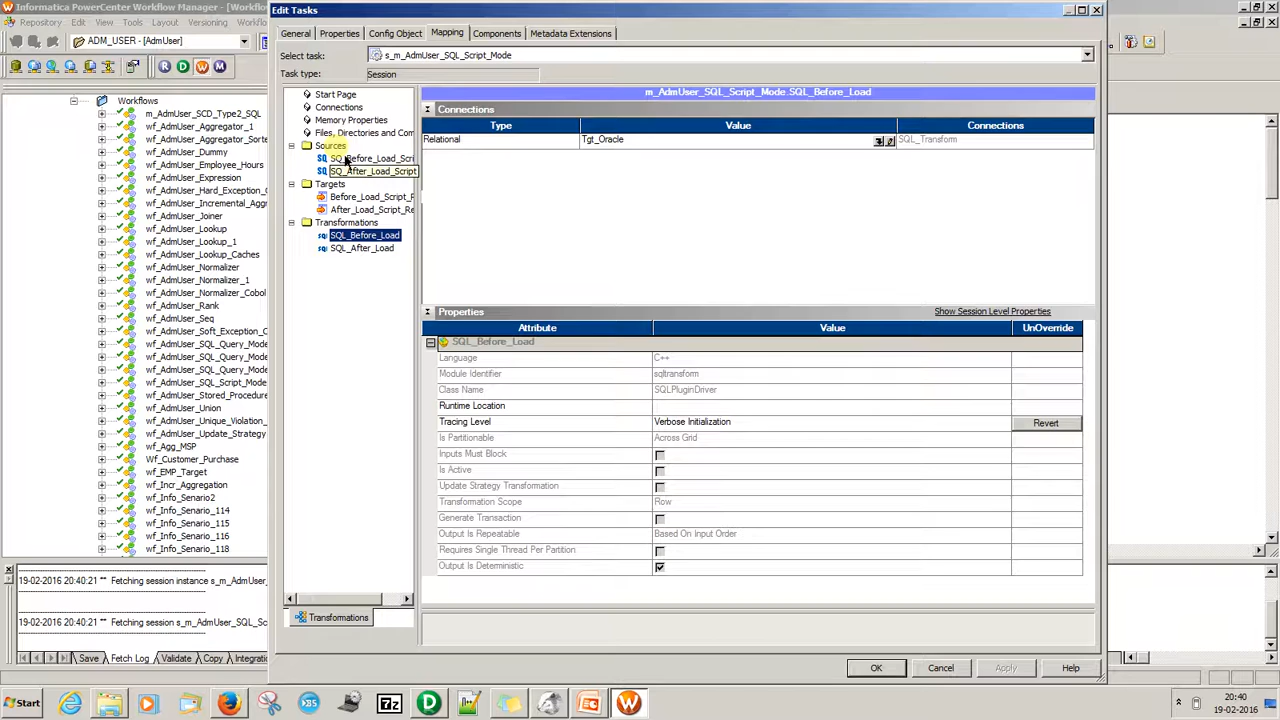 Informatica PowerCenter Workflow Manager
Edit Tasks
Repository Edit View Tools Layout Versioning
General Properties Config Object Mapping Components Metadata Extensions
ADM_USER - [AdmUser]
Select task: s_m_AdmUser_SQL_Script_Mode
Task type: Session
R D W M
Workflows
m_AdmUser_SCD_Type2_SQL
wf_AdmUser_Aggregator_1
wf_AdmUser_Aggregator_Sorte
wf_AdmUser_Dummy
wf_AdmUser_Employee_Hours
wf_AdmUser_Expression
wf_AdmUser_Hard_Exception_
wf_AdmUser_Incremental_Aggr
wf_AdmUser_Joiner
wf_AdmUser_Lookup
wf_AdmUser_Lookup_1
wf_AdmUser_Lookup_Caches
wf_AdmUser_Normalizer
wf_AdmUser_Normalizer_1
wf_AdmUser_Normalizer_Cobol
wf_AdmUser_Rank
wf_AdmUser_Seq
wf_AdmUser_Soft_Exception_C
wf_AdmUser_SQL_Query_Mode
wf_AdmUser_SQL_Query_Mode
wf_AdmUser_SQL_Query_Mode
wf_AdmUser_SQL_Script_Mode
wf_AdmUser_Stored_Procedure
wf_AdmUser_Union
wf_AdmUser_Unique_Violation_
wf_AdmUser_Update_Strategy
wf_Agg_MSP
Wf_Customer_Purchase
wf_EMP_Target
wf_Incr_Aggregation
wf_Info_Senario2
wf_Info_Senario_114
wf_Info_Senario_115
wf_Info_Senario_116
wf_Info_Senario_118
Start Page
Connections
Memory Properties
Files, Directories and Com
Sources
SQ_Before_Load_Scri
SQ_After_Load_Script
Targets
Before_Load_Script_R
After_Load_Script_Re
Transformations
SQL_Before_Load
SQL_After_Load
Transformations
m_AdmUser_SQL_Script_Mode.SQL_Before_Load
Connections
Type Value Connections
Relational Tgt_Oracle SQL_Transform
Properties Show Session Level Properties
Attribute Value UnOverride
SQL_Before_Load
Language C++
Module Identifier sqltransform
Class Name SQLPluginDriver
Runtime Location
Tracing Level Verbose Initialization Revert
Is Partitionable Across Grid
Inputs Must Block
Is Active
Update Strategy Transformation
Transformation Scope Row
Generate Transaction
Output Is Repeatable Based On Input Order
Requires Single Thread Per Partition
Output Is Deterministic
19-02-2016 20:40:21 ** Fetching session instance s_m_AdmUser_
----------------------------------------
----------------------------------------
19-02-2016 20:40:21 ** Fetching session s_m_AdmUser_SQL_Sc
----------------------------------------
Save Fetch Log Validate Copy Integratio
OK Cancel Apply Help
Start
20:40
19-02-2016